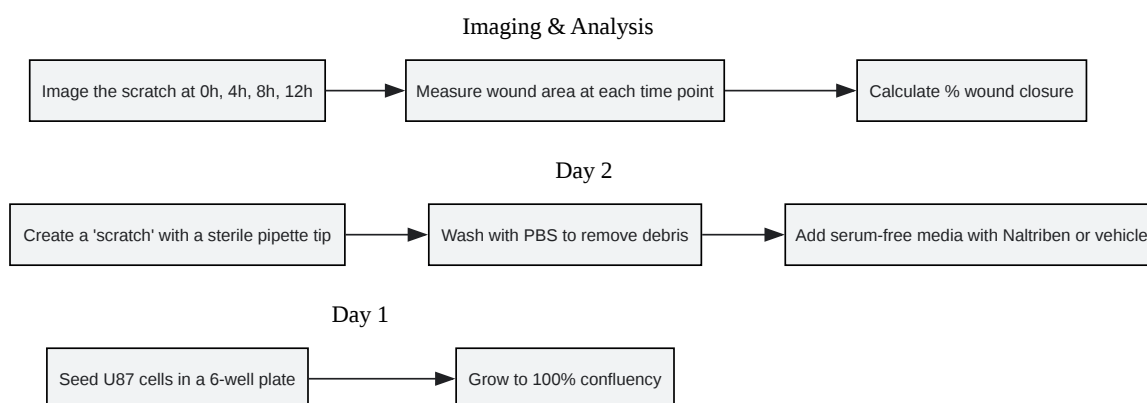 Imaging & Analysis
Image the scratch at 0h, 4h, 8h, 12h
Measure wound area at each time point
Calculate % wound closure
Day 2
Create a 'scratch' with a sterile pipette tip
Wash with PBS to remove debris
Add serum-free media with Naltriben or vehicle
Day 1
Seed U87 cells in a 6-well plate
Grow to 100% confluency